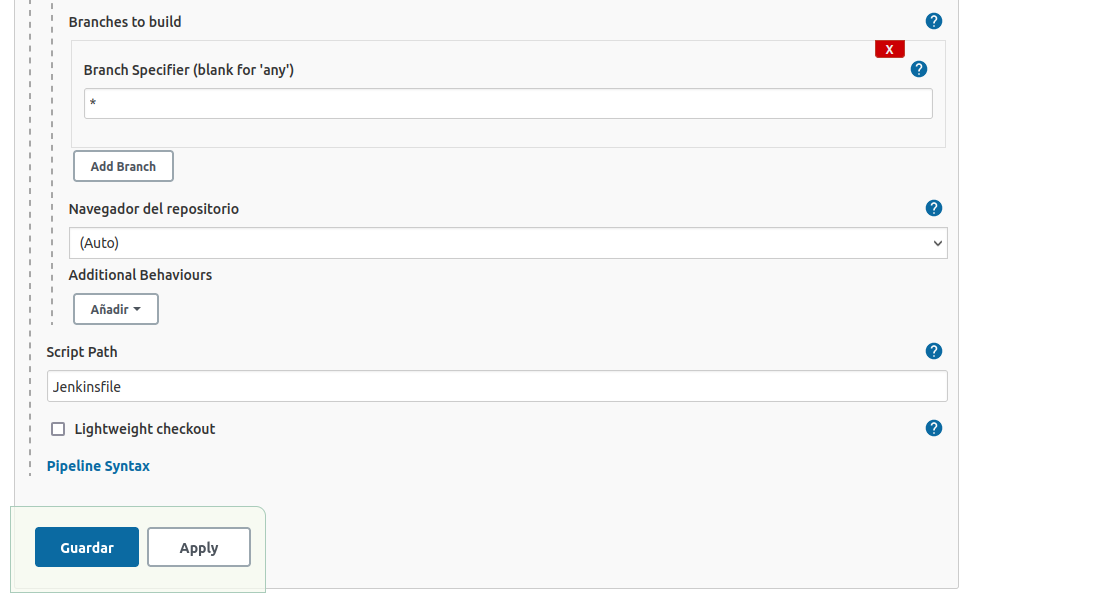 Branches to build
?
X
Branch Specifier (blank for 'any')
?
*
Add Branch
Navegador del repositorio
?
(Auto)
Additional Behaviours
Añadir
Script Path
?
Jenkinsfile
Lightweight checkout
?
Pipeline Syntax
Guardar
Apply